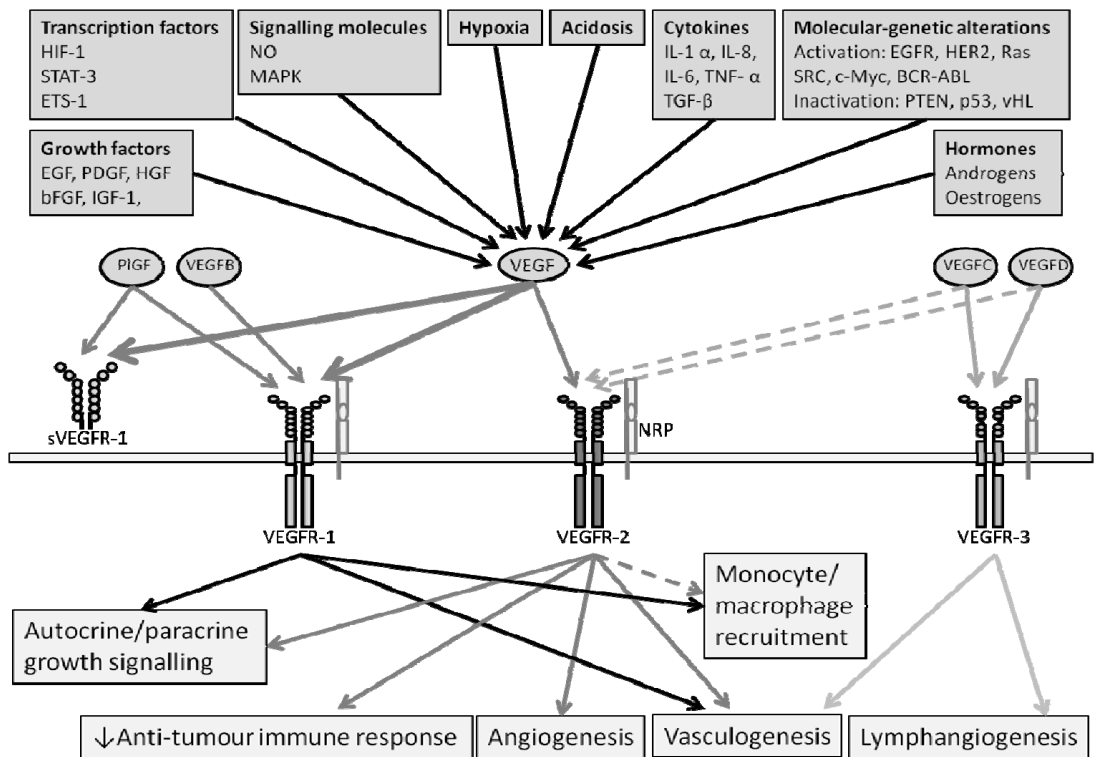 Transcription factors
HIF-1
STAT-3
ETS-1
Signalling molecules
NO
MAPK
Hypoxia
Acidosis
Cytokines
IL-1 α, IL-8,
IL-6, TNF- α
TGF-β
Molecular-genetic alterations
Activation: EGFR, HER2, Ras
SRC, c-Myc, BCR-ABL
Inactivation: PTEN, p53, vHL
Growth factors
EGF, PDGF, HGF
bFGF, IGF-1,
Hormones
Androgens
Oestrogens
PlGF
VEGFB
VEGF
VEGFC
VEGFD
sVEGFR-1
NRP
VEGFR-1
VEGFR-2
VEGFR-3
Autocrine/paracrine
growth signalling
Monocyte/
macrophage
recruitment
↓Anti-tumour immune response
Angiogenesis
Vasculogenesis
Lymphangiogenesis